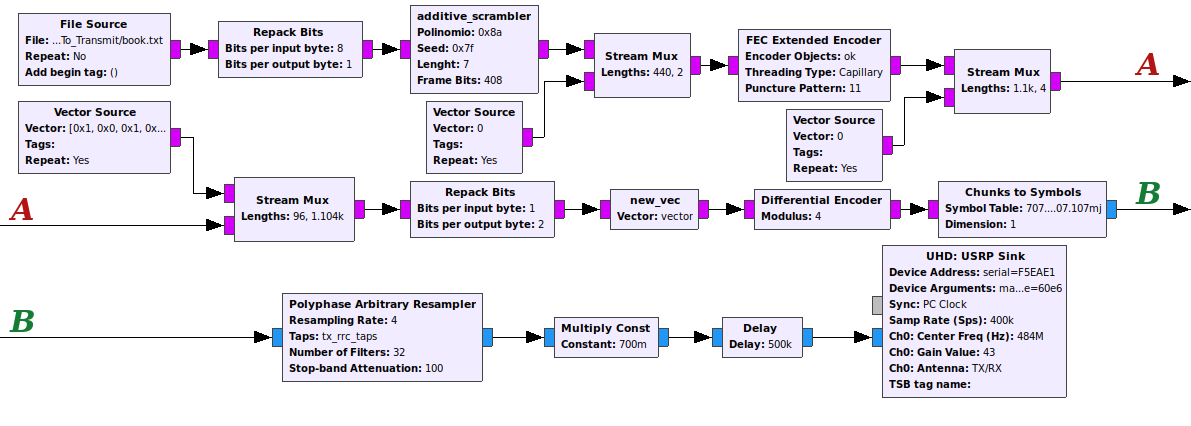 File Source
File: ...To_Transmit/book.txt
Repeat: No
Add begin tag: ()
Repack Bits
Bits per input byte: 8
Bits per output byte: 1
additive_scrambler
Polinomio: 0x8a
Seed: 0x7f
Lenght: 7
Frame Bits: 408
Stream Mux
Lengths: 440, 2
FEC Extended Encoder
Encoder Objects: ok
Threading Type: Capillary
Puncture Pattern: 11
Stream Mux
Lengths: 1.1k, 4
A
Vector Source
Vector: [0x1, 0x0, 0x1, 0x...
Tags:
Repeat: Yes
Vector Source
Vector: 0
Tags:
Repeat: Yes
Vector Source
Vector: 0
Tags:
Repeat: Yes
A
Stream Mux
Lengths: 96, 1.104k
Repack Bits
Bits per input byte: 1
Bits per output byte: 2
new_vec
Vector: vector
Differential Encoder
Modulus: 4
Chunks to Symbols
Symbol Table: 707....07.107mj
Dimension: 1
B
B
Polyphase Arbitrary Resampler
Resampling Rate: 4
Taps: tx_rrc_taps
Number of Filters: 32
Stop-band Attenuation: 100
Multiply Const
Constant: 700m
Delay
Delay: 500k
UHD: USRP Sink
Device Address: serial=F5EAE1
Device Arguments: ma...e=60e6
Sync: PC Clock
Samp Rate (Sps): 400k
Ch0: Center Freq (Hz): 484M
Ch0: Gain Value: 43
Ch0: Antenna: TX/RX
TSB tag name: